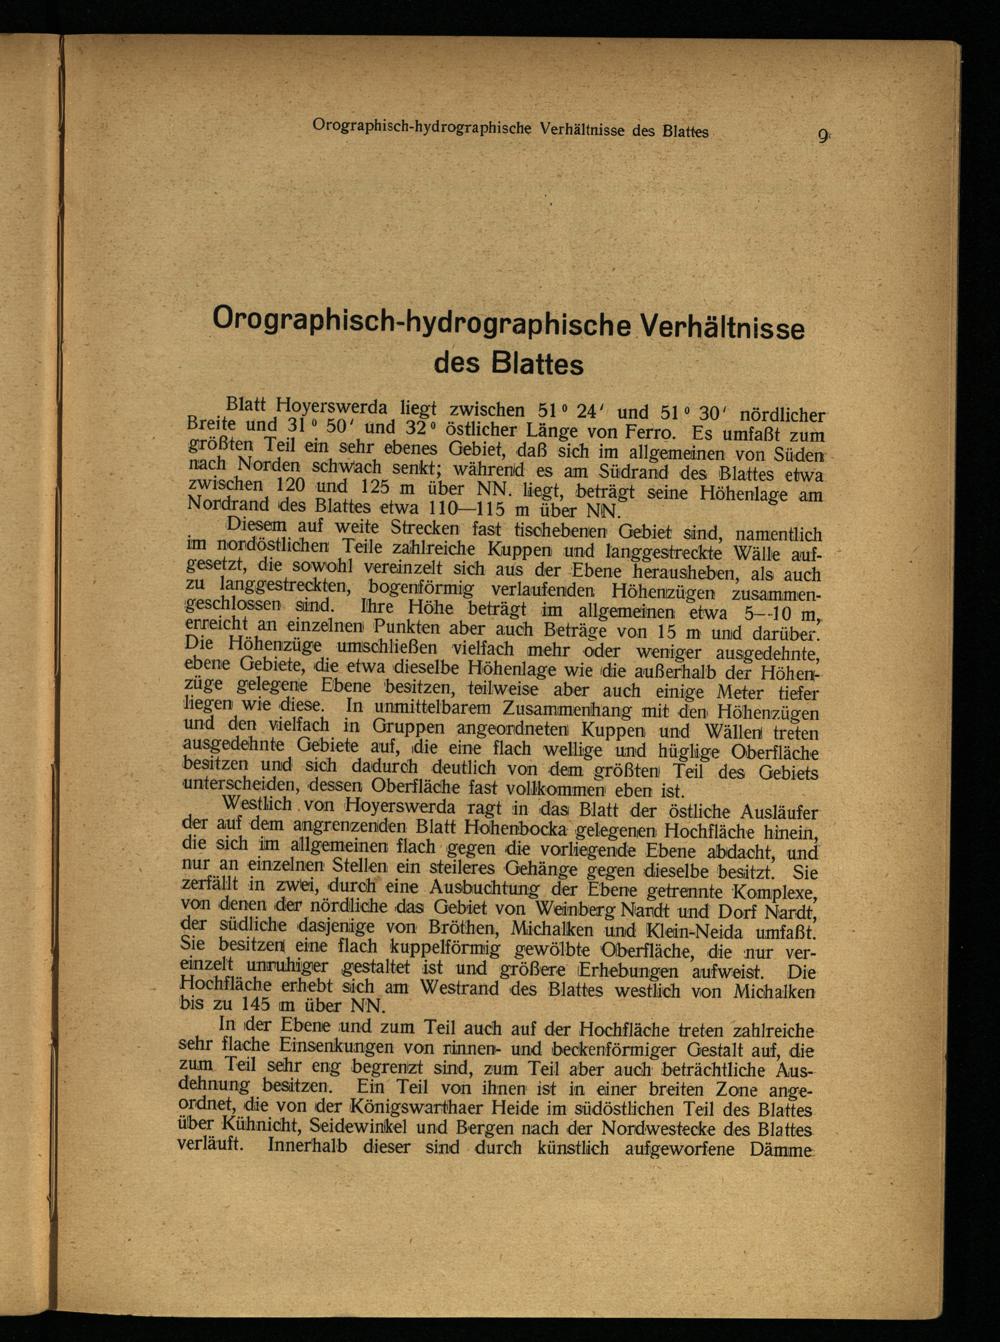 Orographisch-hydrographische Verhältnisse des Blattes 9
Orographisch-hydrographische Verhältnisse
des Blattes
Blatt Hoyerswerda liegt zwischen 51° 24′ und 51° 30′ nördlicher
Breite und 31° 50′ und 32° östlicher Länge von Ferro. Es umfaßt zum
größten Teil ein sehr ebenes Gebiet, daß sich im allgemeinen von Süden
nach Norden schwach senkt; während es am Südrand des Blattes etwa
zwischen 120 und 125 m über NN. liegt, beträgt seine Höhenlage am
Nordrand des Blattes etwa 110—115 m über NN.
Diesem auf weite Strecken fast tischebenen Gebiet sind, namentlich
im nordöstlichen Teile zahlreiche Kuppen und langgestreckte Wälle auf-
gesetzt, die sowohl vereinzelt sich aus der Ebene herausheben, als auch
zu langgestreckten, bogenförmig verlaufenden Höhenzügen zusammen-
geschlossen sind. Ihre Höhe beträgt im allgemeinen etwa 5--10 m,
erreicht an einzelnen Punkten aber auch Beträge von 15 m und darüber.
Die Höhenzüge umschließen vielfach mehr oder weniger ausgedehnte,
ebene Gebiete, die etwa dieselbe Höhenlage wie die außerhalb der Höhen-
züge gelegene Ebene besitzen, teilweise aber auch einige Meter tiefer
liegen wie diese. In unmittelbarem Zusammenhang mit den Höhenzügen
und den vielfach in Gruppen angeordneten Kuppen und Wällen treten
ausgedehnte Gebiete auf, die eine flach wellige und hüglige Oberfläche
besitzen und sich dadurch deutlich von dem größten Teil des Gebiets
unterscheiden, dessen Oberfläche fast vollkommen eben ist.
Westlich von Hoyerswerda ragt in das Blatt der östliche Ausläufer
der auf dem angrenzenden Blatt Hohenbocka gelegenen Hochfläche hinein,
die sich im allgemeinen flach gegen die vorliegende Ebene abdacht, und
nur an einzelnen Stellen ein steileres Gehänge gegen dieselbe besitzt. Sie
zerfällt in zwei, durch eine Ausbuchtung der Ebene getrennte Komplexe,
von denen der nördliche das Gebiet von Weinberg Nardt und Dorf Nardt,
der südliche dasjenige von Bröthen, Michalken und Klein-Neida umfaßt.
Sie besitzen eine flach kuppelförmig gewölbte Oberfläche, die nur ver-
einzelt unruhiger gestaltet ist und größere Erhebungen aufweist. Die
Hochfläche erhebt sich am Westrand des Blattes westlich von Michalken
bis zu 145 m über NN.
In der Ebene und zum Teil auch auf der Hochfläche treten zahlreiche
sehr flache Einsenkungen von rinnen- und beckenförmiger Gestalt auf, die
zum Teil sehr eng begrenzt sind, zum Teil aber auch beträchtliche Aus-
dehnung besitzen. Ein Teil von ihnen ist in einer breiten Zone ange-
ordnet, die von der Königswarthaer Heide im südöstlichen Teil des Blattes
über Kühnicht, Seidewinkel und Bergen nach der Nordwestecke des Blattes
verläuft. Innerhalb dieser sind durch künstlich aufgeworfene Dämme